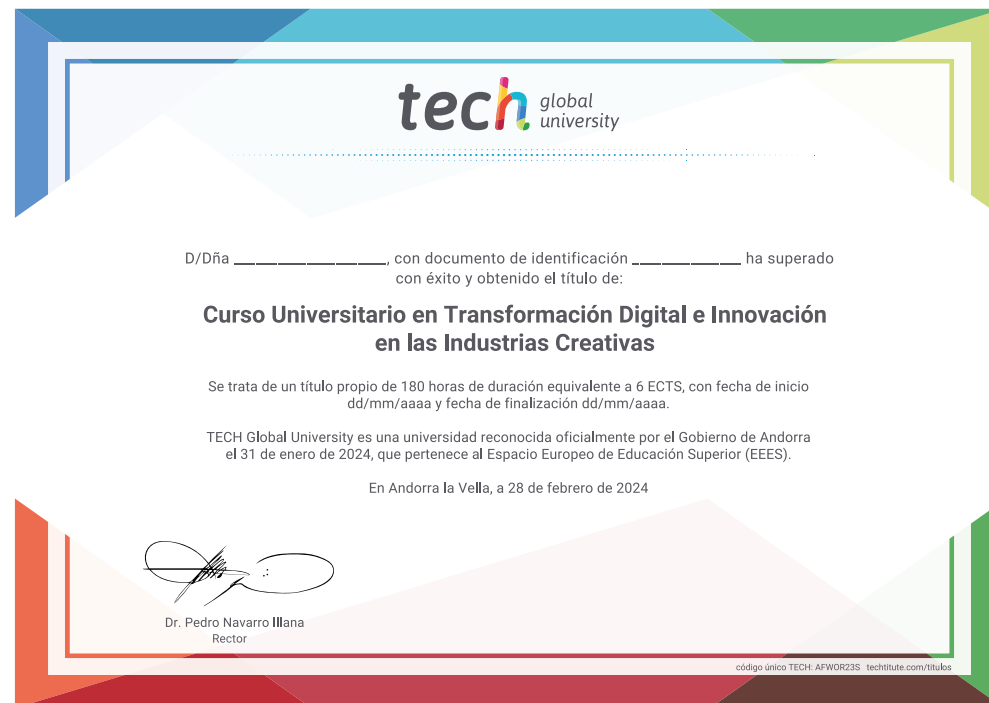 tech global university
D/Dña ____________________, con documento de identificación ______________ ha superado
con éxito y obtenido el título de:
Curso Universitario en Transformación Digital e Innovación
en las Industrias Creativas
Se trata de un título propio de 180 horas de duración equivalente a 6 ECTS, con fecha de inicio
dd/mm/aaaa y fecha de finalización dd/mm/aaaa.
TECH Global University es una universidad reconocida oficialmente por el Gobierno de Andorra
el 31 de enero de 2024, que pertenece al Espacio Europeo de Educación Superior (EEES).
En Andorra la Vella, a 28 de febrero de 2024
Dr. Pedro Navarro Illana
Rector
código único TECH: AFWOR23S techtitute.com/titulos